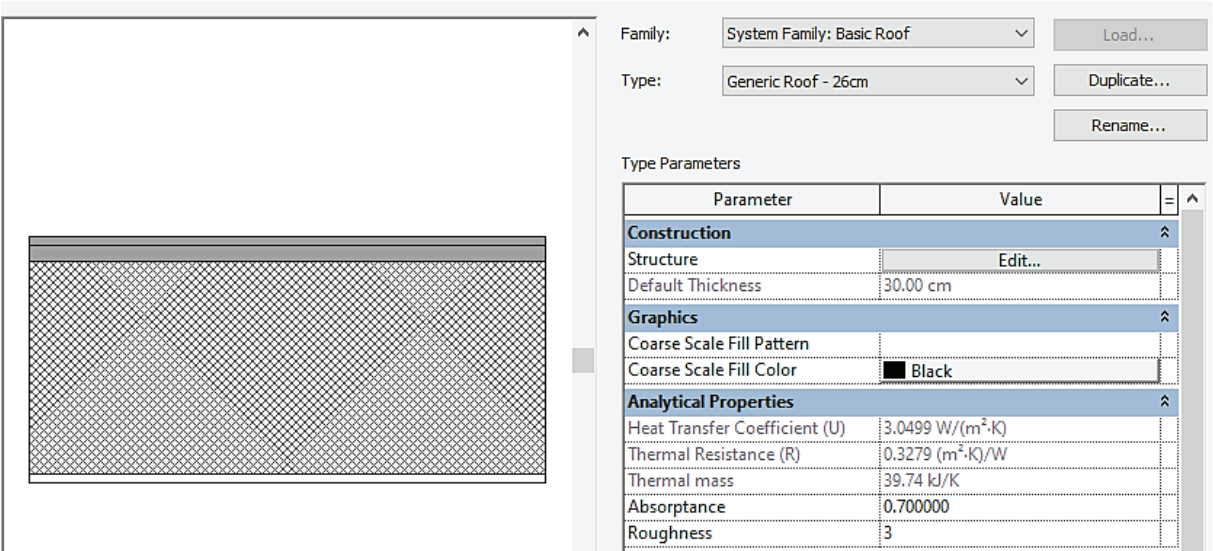 Family: System Family: Basic Roof Load...
Type: Generic Roof - 26cm Duplicate...
Rename...
Type Parameters
Parameter Value =
Construction
Structure Edit...
Default Thickness 30.00 cm
Graphics
Coarse Scale Fill Pattern
Coarse Scale Fill Color Black
Analytical Properties
Heat Transfer Coefficient (U) 3.0499 W/(m²·K)
Thermal Resistance (R) 0.3279 (m²·K)/W
Thermal mass 39.74 kJ/K
Absorptance 0.700000
Roughness 3